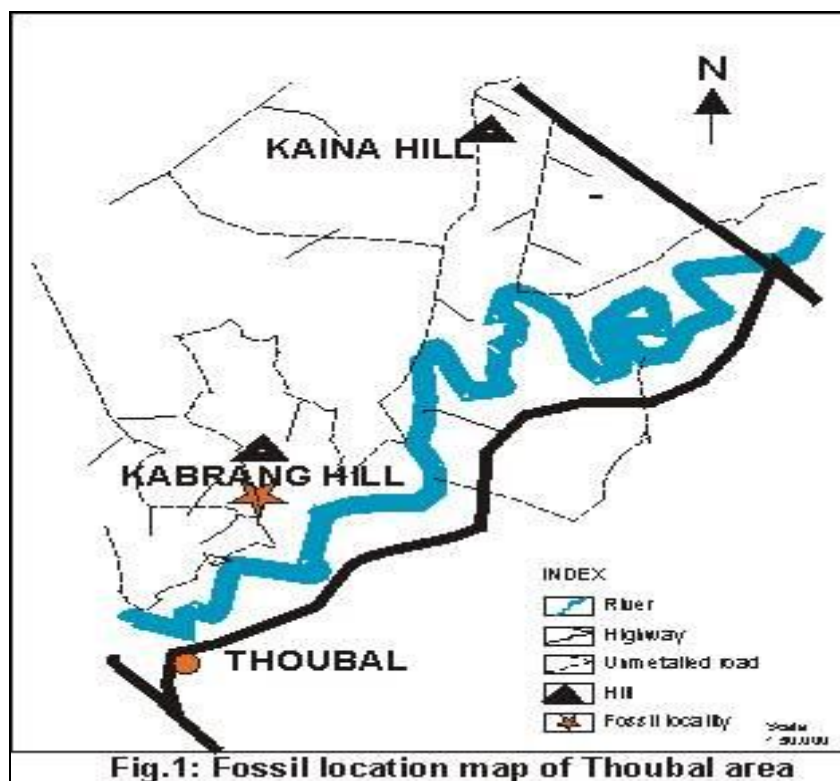 N
KAINA HILL
KABRANG HILL
THOUBAL
INDEX
River
Highway
Unmetalled road
Hill
Fossil locality
Scale
Fig.1: Fossil location map of Thoubal area